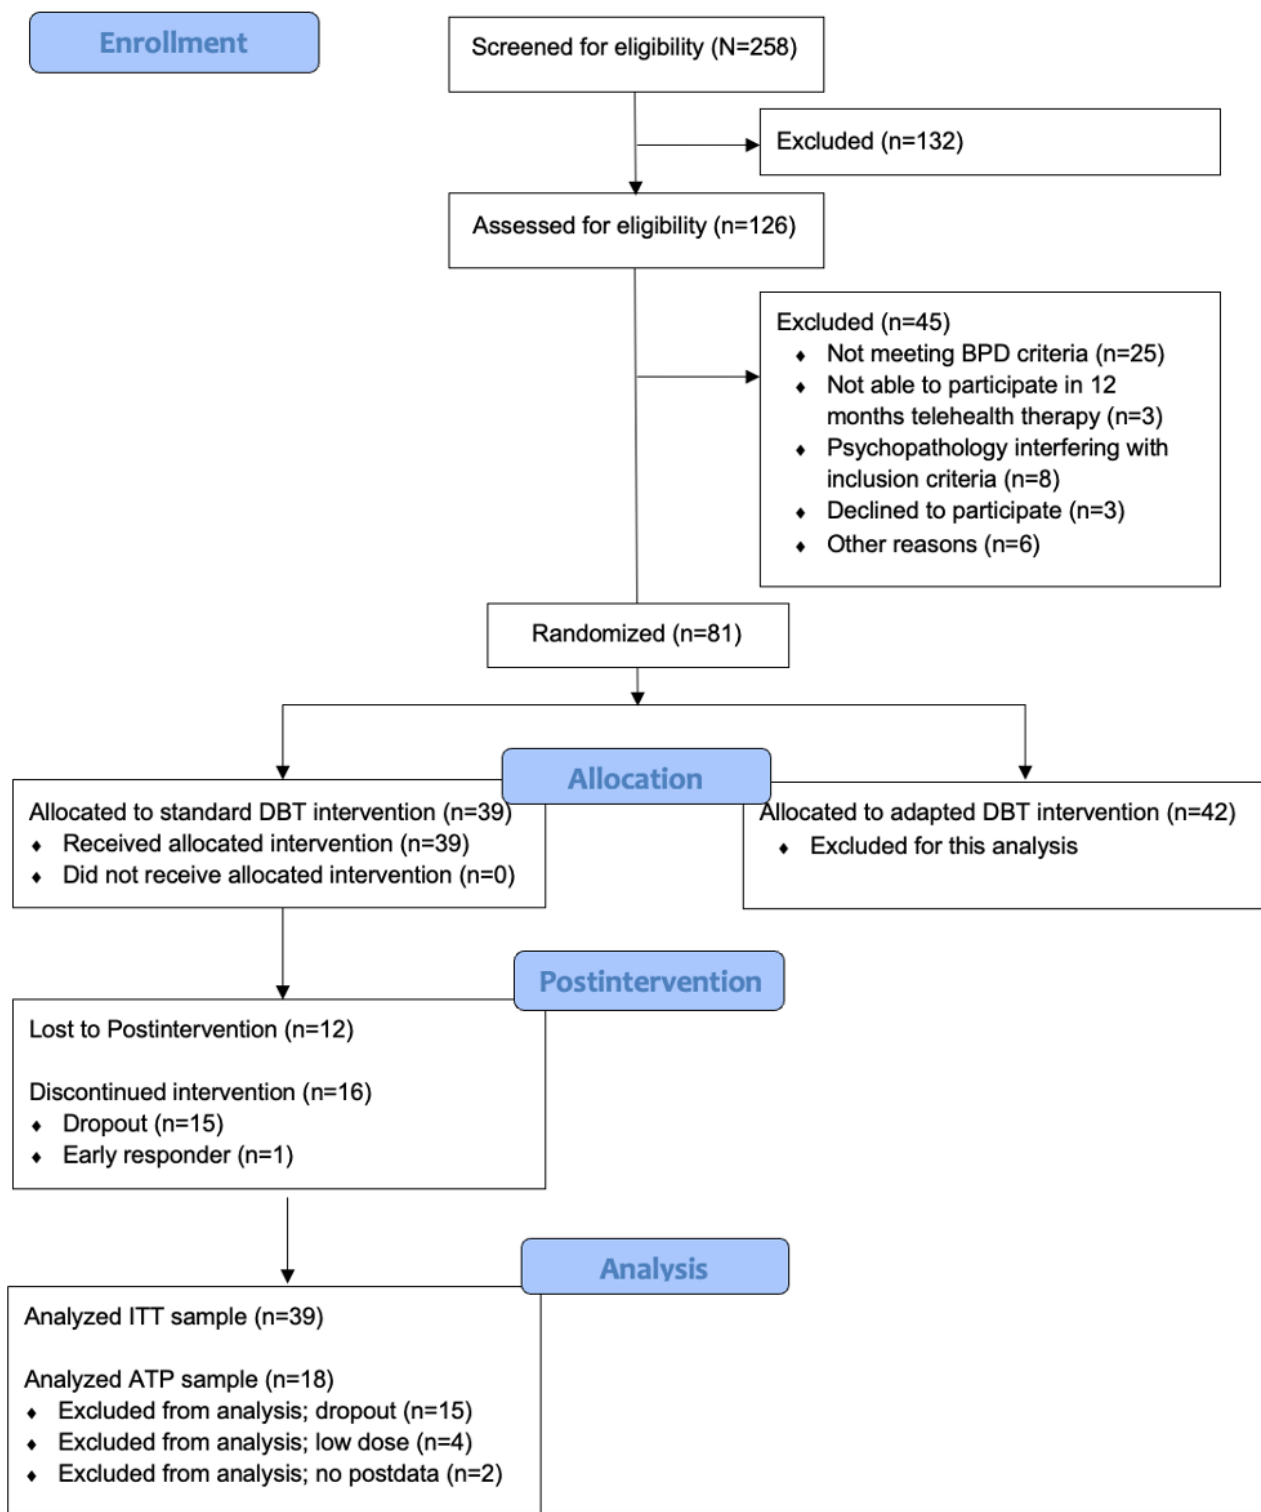 Enrollment
Screened for eligibility (N=258)
Excluded (n=132)
Assessed for eligibility (n=126)
Excluded (n=45)
♦ Not meeting BPD criteria (n=25)
♦ Not able to participate in 12
months telehealth therapy (n=3)
♦ Psychopathology interfering with
inclusion criteria (n=8)
♦ Declined to participate (n=3)
♦ Other reasons (n=6)
Randomized (n=81)
Allocation
Allocated to standard DBT intervention (n=39)
♦ Received allocated intervention (n=39)
♦ Did not receive allocated intervention (n=0)
Allocated to adapted DBT intervention (n=42)
♦ Excluded for this analysis
Postintervention
Lost to Postintervention (n=12)
Discontinued intervention (n=16)
♦ Dropout (n=15)
♦ Early responder (n=1)
Analysis
Analyzed ITT sample (n=39)
Analyzed ATP sample (n=18)
♦ Excluded from analysis; dropout (n=15)
♦ Excluded from analysis; low dose (n=4)
♦ Excluded from analysis; no postdata (n=2)